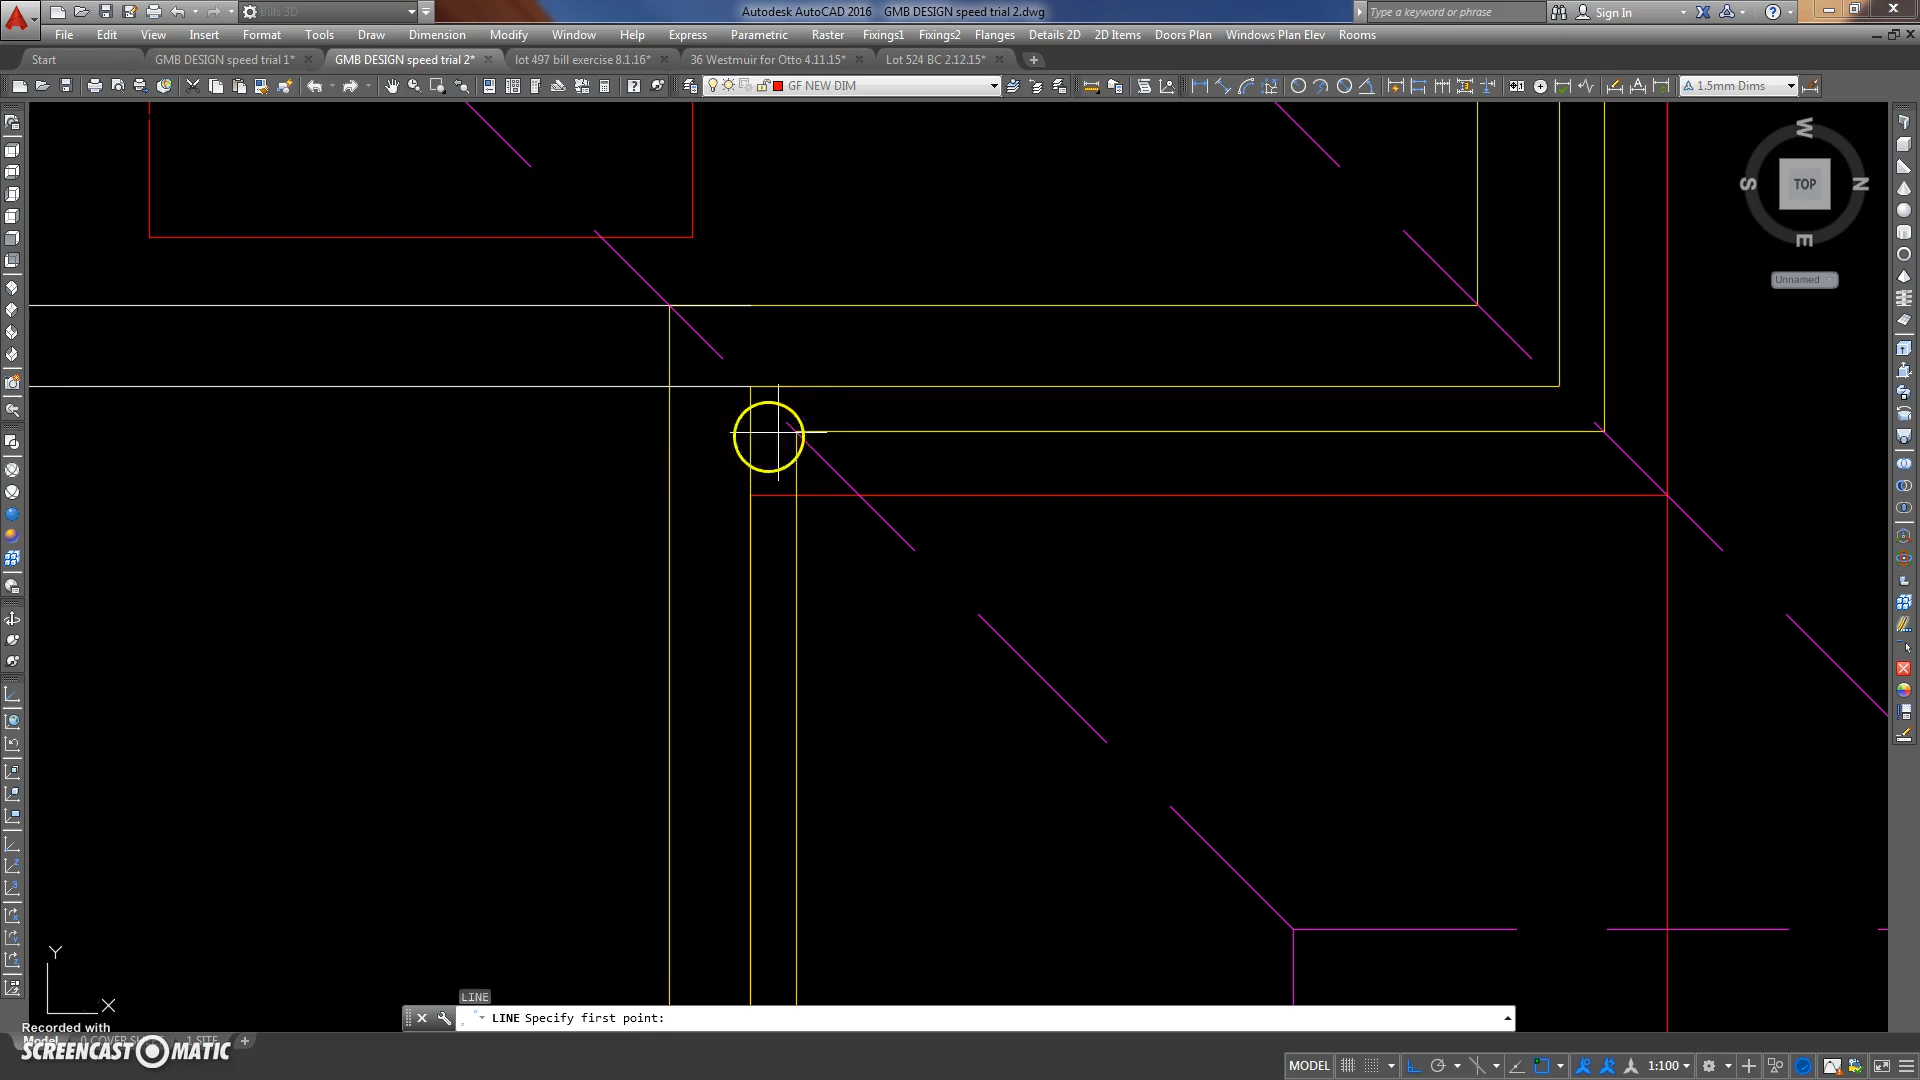 Bills 3D
Autodesk AutoCAD 2016 GMB DESIGN speed trial 2.dwg
Type a keyword or phrase
Sign In
File Edit View Insert Format Tools Draw Dimension Modify Window Help Express Parametric Raster Fixings1 Fixings2 Flanges Details 2D 2D Items Doors Plan Windows Plan Elev Rooms
Start GMB DESIGN speed trial 1* GMB DESIGN speed trial 2* lot 497 bill exercise 8.1.16* 36 Westmuir for Otto 4.11.15* Lot 524 BC 2.12.15*
GF NEW DIM
1.5mm Dims
W
S TOP N
E
Unnamed
Y
X
LINE
LINE Specify first point:
Recorded with
Model
SCREENCAST MATIC
MODEL 1:100